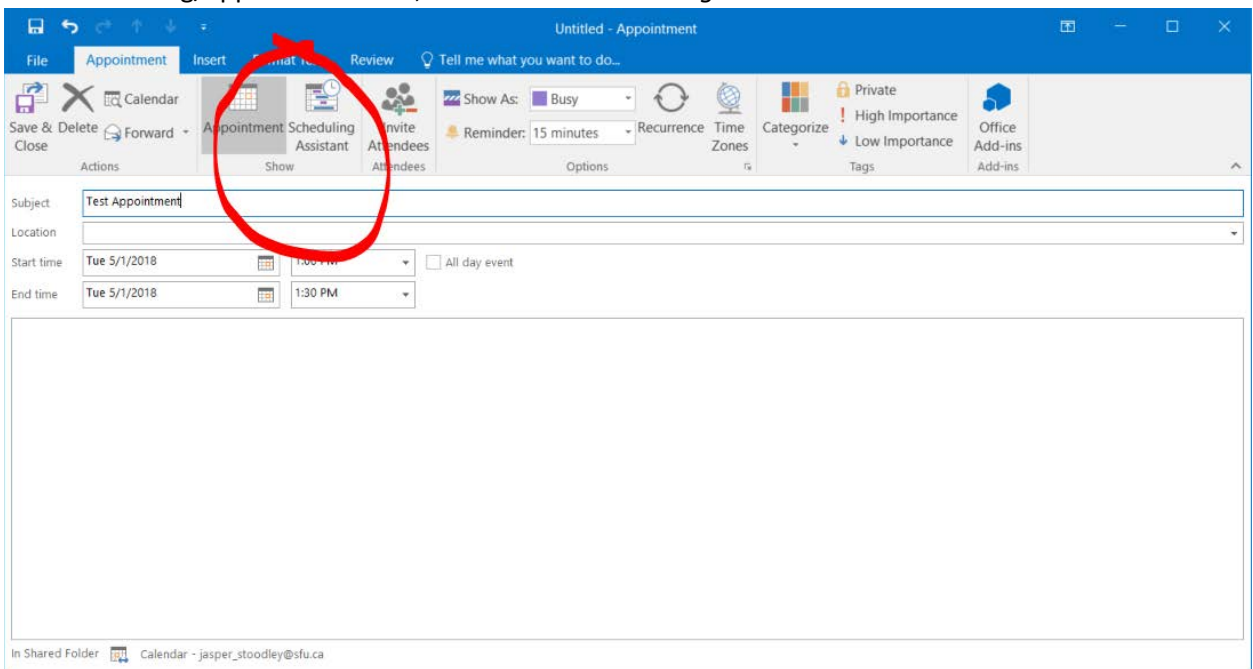 Untitled - Appointment
File Appointment Insert Review Tell me what you want to do...
Save & Close Delete Calendar Forward Appointment Scheduling Assistant Invite Attendees Show As: Busy Reminder: 15 minutes Recurrence Time Zones Categorize Private High Importance Low Importance Office Add-ins
Actions Show Attendees Options Tags Add-ins
Subject Test Appointment
Location
Start time Tue 5/1/2018 All day event
End time Tue 5/1/2018 1:30 PM
In Shared Folder Calendar - jasper_stoodley@sfu.ca